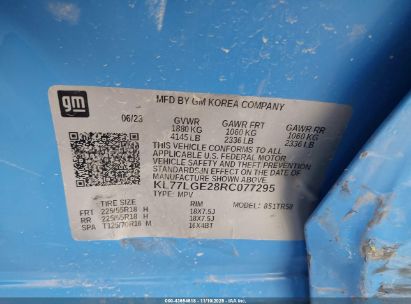 gm
MFD BY GM KOREA COMPANY
06/23
GVWR GAWR FRT GAWR RR
1880 KG 1060 KG 1060 KG
4145 LB 2336 LB 2336 LB
THIS VEHICLE CONFORMS TO ALL
APPLICABLE U.S. FEDERAL MOTOR
VEHICLE SAFETY
THEFT PREVENTION STANDARDS IN EFFECT ON THE
DATE OF MANUFACTURE SHOWN ABOVE.
KL77LGE28RC077295
TYPE: MPV MODEL:
TIRE SIZE RIM
FRT 225/55R18 H 18X7.5J
RR 225/55R18 H 18X7.5J
SPA T125/70R16 M 16X4BT